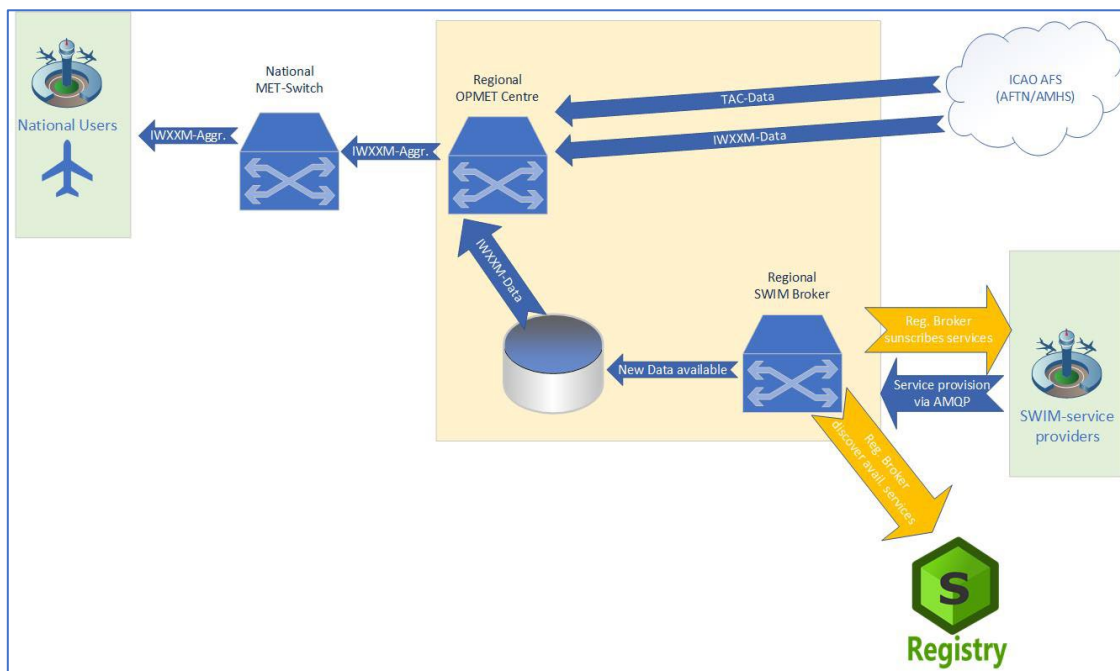 National
MET-Switch
Regional
OPMET Centre
ICAO AFS
(AFTN/AMHS)
TAC-Data
IWXXM-Data
National Users
IWXXM-Aggr.
IWXXM-Aggr.
IWXXM-Data
Regional
SWIM Broker
New Data available
Reg. Broker
sunscribes services
Service provision
via AMQP
SWIM-service
providers
Reg. Broker
discover avail. services
S
Registry